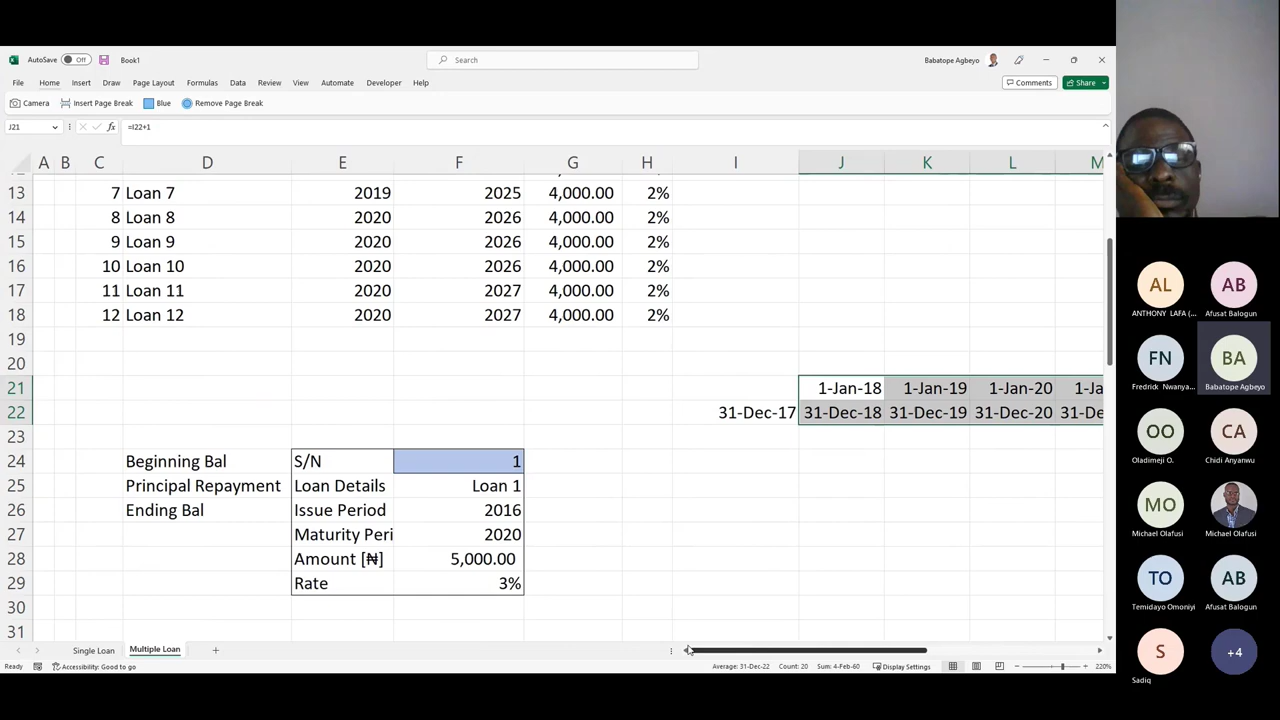 AutoSave Off Book1 Search Babatope Agbeyo
File Home Insert Draw Page Layout Formulas Data Review View Automate Developer Help Comments Share
Camera Insert Page Break Blue Remove Page Break
J21 fx =I22+1
A B C D E F G H I J K L M
13 7 Loan 7 2019 2025 4,000.00 2%
14 8 Loan 8 2020 2026 4,000.00 2%
15 9 Loan 9 2020 2026 4,000.00 2%
16 10 Loan 10 2020 2026 4,000.00 2%
17 11 Loan 11 2020 2027 4,000.00 2%
18 12 Loan 12 2020 2027 4,000.00 2%
19
20
21 1-Jan-18 1-Jan-19 1-Jan-20 1-Ja
22 31-Dec-17 31-Dec-18 31-Dec-19 31-Dec-20 31-De
23
24 Beginning Bal S/N 1
25 Principal Repayment Loan Details Loan 1
26 Ending Bal Issue Period 2016
27 Maturity Peri 2020
28 Amount [₦] 5,000.00
29 Rate 3%
30
31
Single Loan Multiple Loan
Ready Accessibility: Good to go Average: 31-Dec-22 Count: 20 Sum: 4-Feb-60 Display Settings 220%
AL AB
ANTHONY LAFA (... Afusat Balogun
FN BA
Fredrick Nwanya... Babatope Agbeyo
OO CA
Oladimeji O. Chidi Anyanwu
MO
Michael Olafusi Michael Olafusi
TO AB
Temidayo Omoniyi Afusat Balogun
S +4
Sadiq